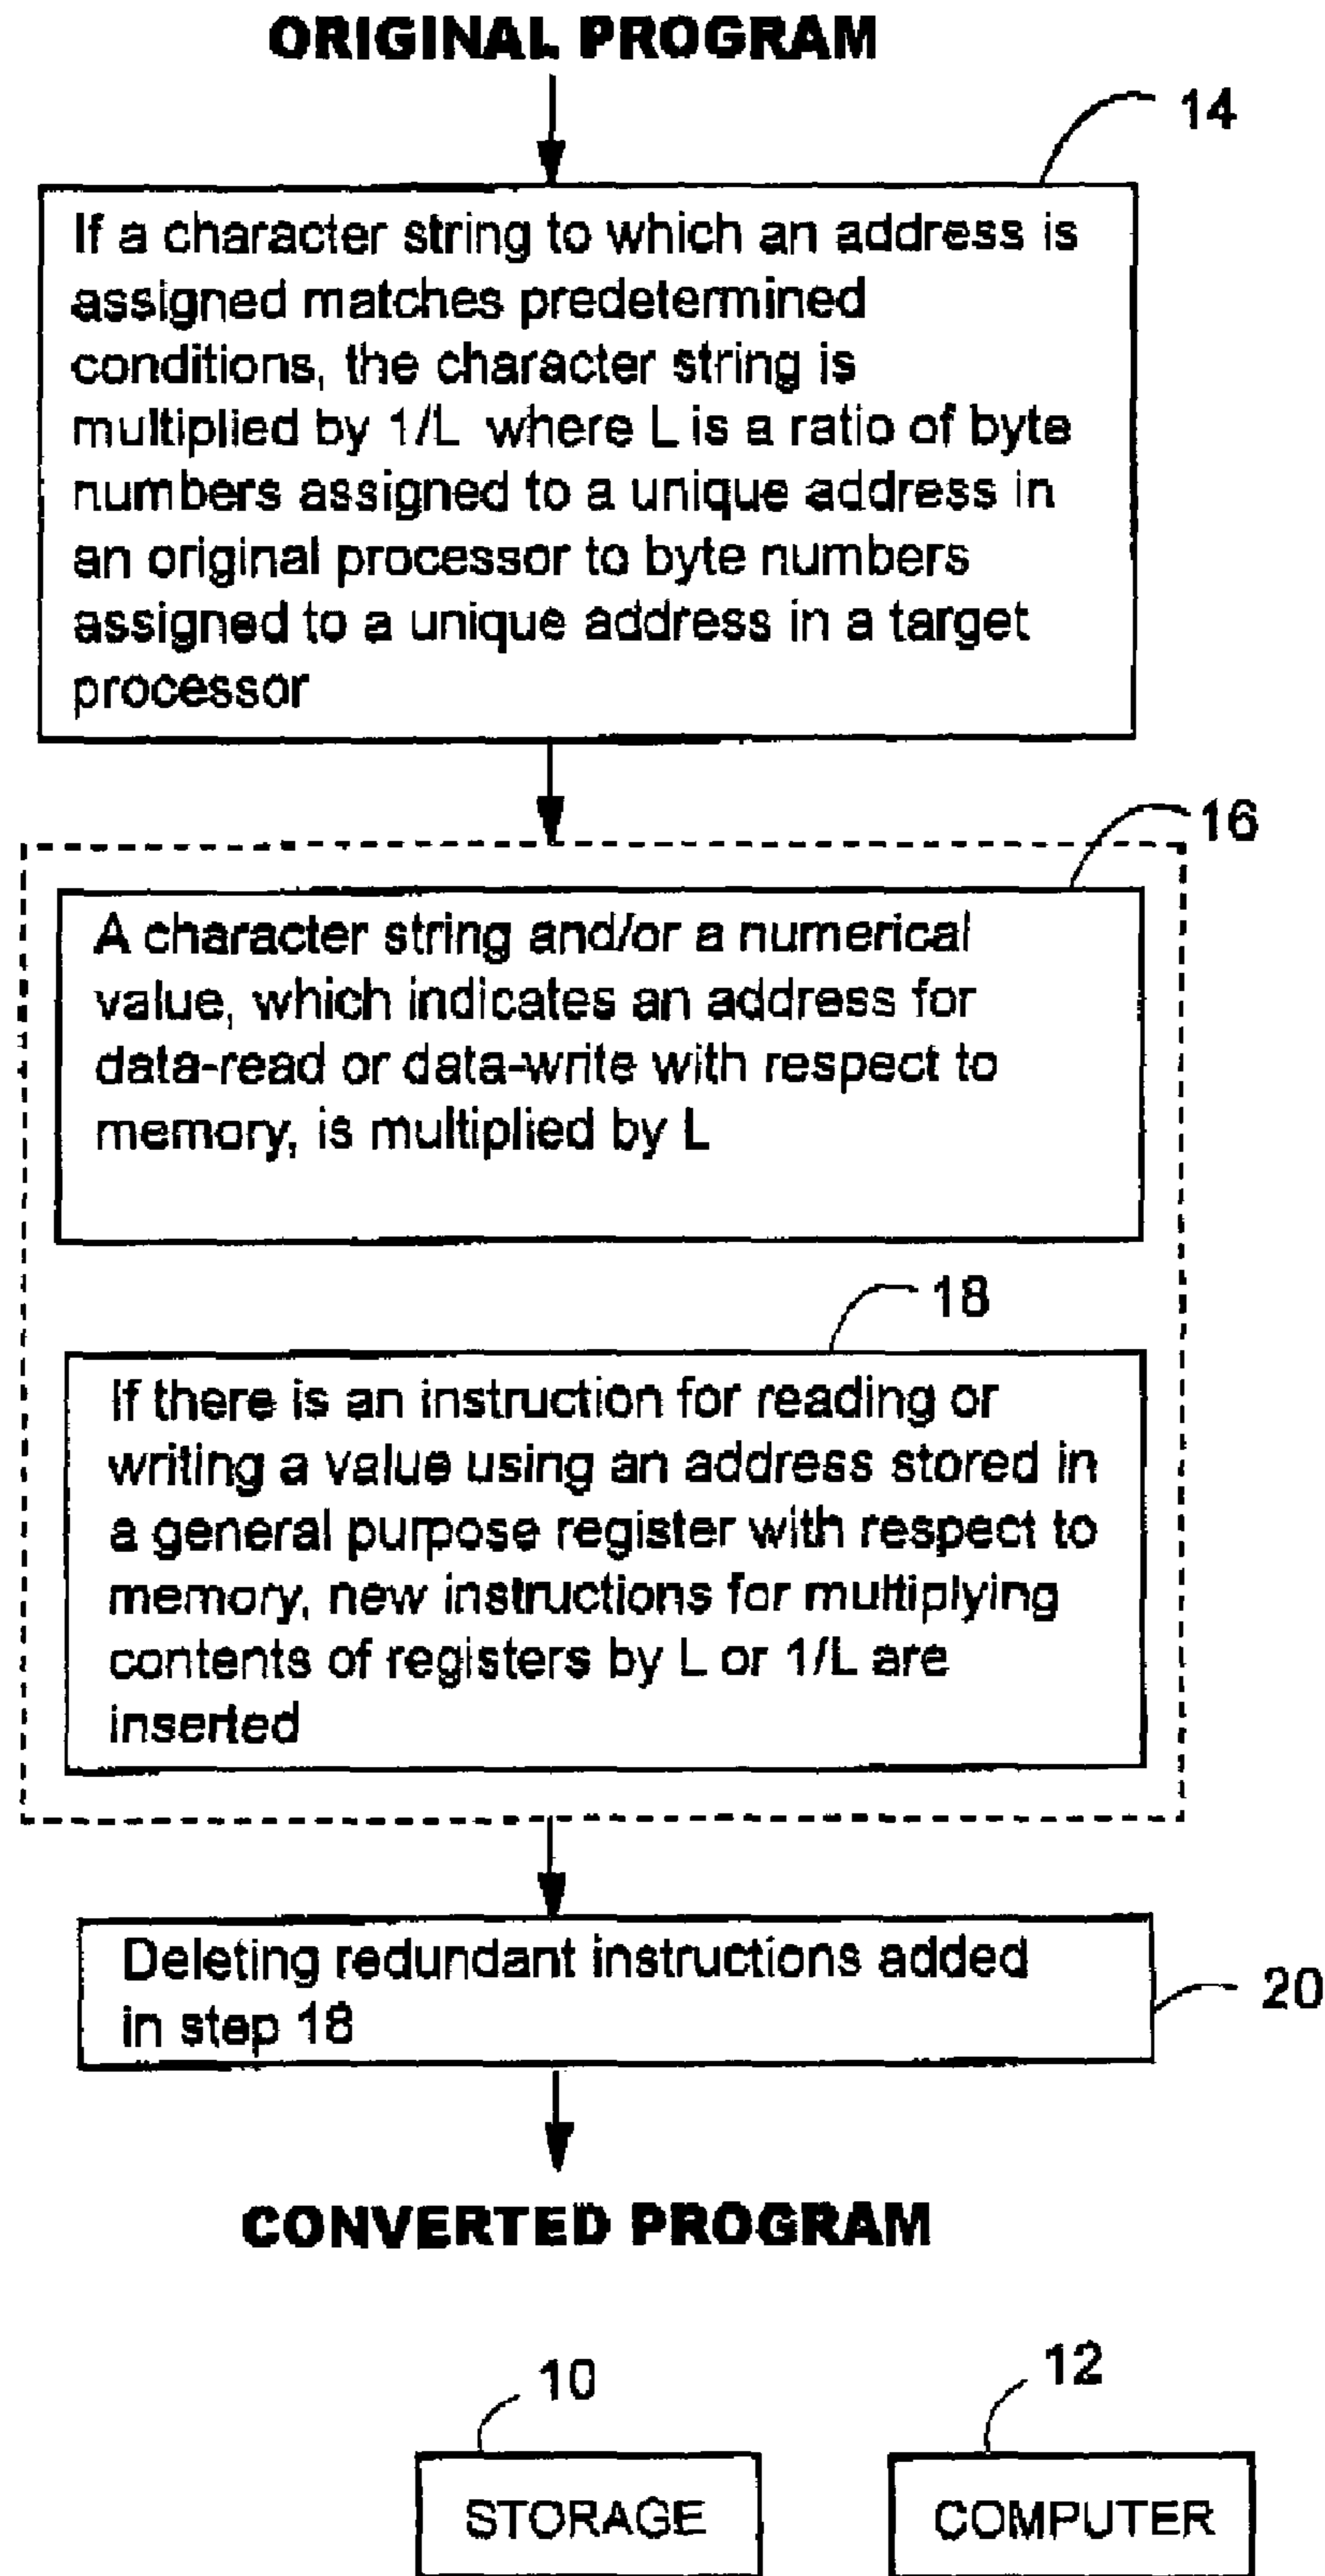 ORIGINAL PROGRAM
14
If a character string to which an address is
assigned matches predetermined
conditions, the character string is
multiplied by 1/L where L is a ratio of byte
numbers assigned to a unique address in
an original processor to byte numbers
assigned to a unique address in a target
processor
16
A character string and/or a numerical
value, which indicates an address for
data-read or data-write with respect to
memory, is multiplied by L
18
If there is an instruction for reading or
writing a value using an address stored in
a general purpose register with respect to
memory, new instructions for multiplying
contents of registers by L or 1/L are
inserted
Deleting redundant instructions added
in step 18
20
CONVERTED PROGRAM
10
12
STORAGE
COMPUTER